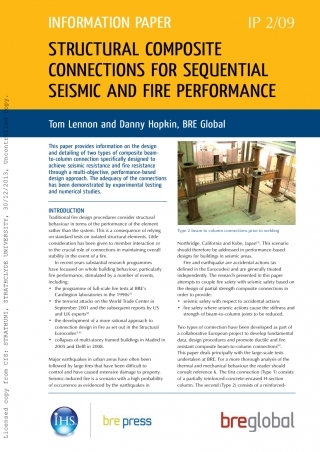 INFORMATION PAPER
IP 2/09
STRUCTURAL COMPOSITE
CONNECTIONS FOR SEQUENTIAL
SEISMIC AND FIRE PERFORMANCE
Tom Lennon and Danny Hopkin, BRE Global
This paper provides information on the design
and detailing of two types of composite beam-
to-column connection specifically designed to
achieve seismic resistance and fire resistance
through a multi-objective, performance-based
design approach. The adequacy of the connections
has been demonstrated by experimental testing
and numerical studies.
INTRODUCTION
Traditional fire design procedures consider structural
behaviour in terms of the performance of the element
rather than the system. This is a consequence of relying
on standard tests on isolated structural elements. Little
consideration has been given to member interaction or
to the crucial role of connections in maintaining overall
stability in the event of a fire.
In recent years substantial research programmes
have focused on whole building behaviour, particularly
fire performance, stimulated by a number of events,
including:
• the programme of full-scale fire tests at BRE's
Cardington laboratories in the 1990s
• the terrorist attacks on the World Trade Center in
September 2001 and the subsequent reports by US
and UK experts
• the development of a more rational approach to
connection design in fire as set out in the Structural
Eurocodes
• collapses of multi-storey framed buildings in Madrid in
2005 and Delft in 2008.
Major earthquakes in urban areas have often been
followed by large fires that have been difficult to
control and have caused extensive damage to property.
Seismic-induced fire is a scenario with a high probability
of occurrence as evidenced by the earthquakes in
Type 2 beam to column connections prior to welding
Northridge, California and Kobe, Japan. This scenario
should therefore be addressed in performance-based
designs for buildings in seismic areas.
Fire and earthquake are accidental actions (as
defined in the Eurocodes) and are generally treated
independently. The research presented in this paper
attempts to couple fire safety with seismic safety based on
the design of partial strength composite connections in
order to provide:
• seismic safety with respect to accidental actions
• fire safety where seismic actions cause the stiffness and
strength of beam-to-column joints to be reduced.
Two types of connection have been developed as part of
a collaborative European project to develop fundamental
data, design procedures and promote ductile and fire
resistant composite beam-to-column connections.
This paper deals principally with the large-scale tests
undertaken at BRE. For a more thorough analysis of the
thermal and mechanical behaviour the reader should
consult reference 6. The first connection (Type 1) consists
of a partially reinforced-concrete encased H-section
column. The second (Type 2) consists of a reinforced-
IHS
bre press
breglobal
Licensed copy from CIS: STRATHUNI, STRATHCLYDE UNIVERSITY, 30/12/2013, Uncontrolled Copy.